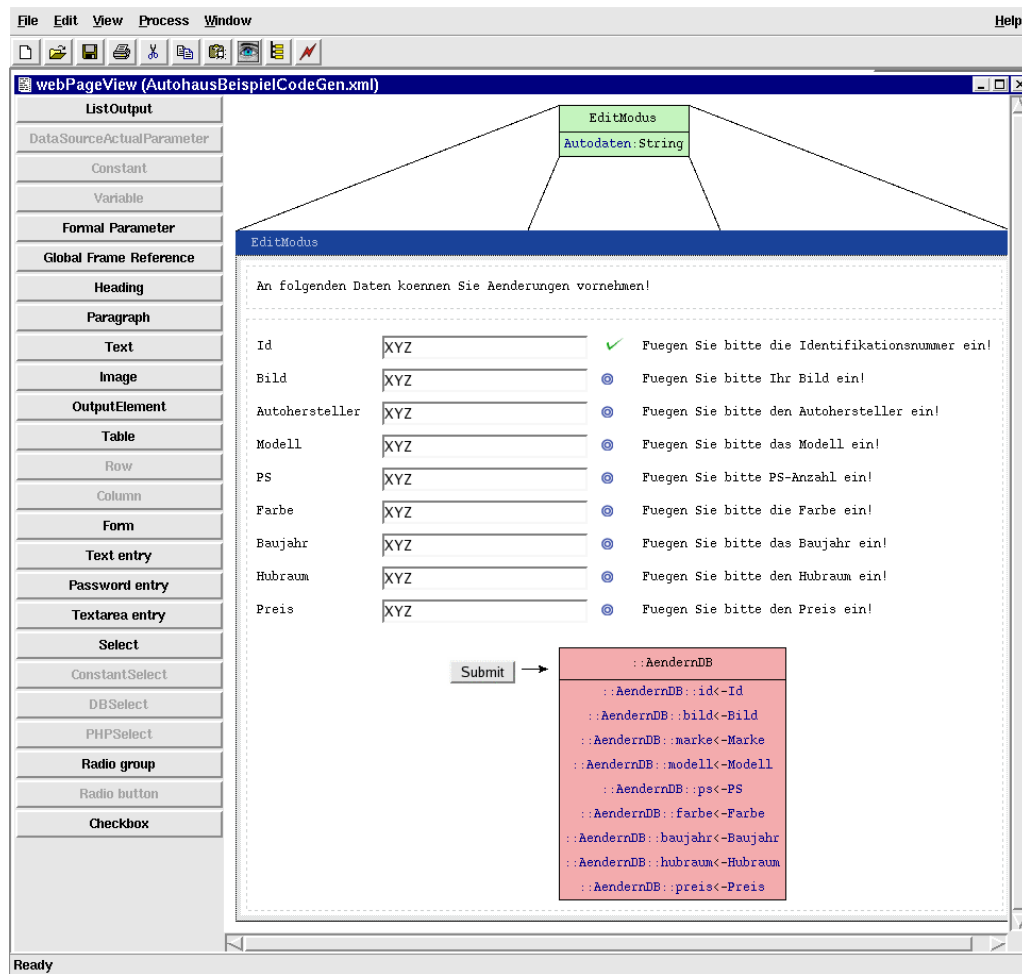 File Edit View Process Window Help
webPageView (AutohausBeispielCodeGen.xml)
ListOutput
DataSourceActualParameter
Constant
Variable
Formal Parameter
Global Frame Reference
Heading
Paragraph
Text
Image
OutputElement
Table
Row
Column
Form
Text entry
Password entry
Textarea entry
Select
ConstantSelect
DBSelect
PHPSelect
Radio group
Radio button
Checkbox
EditModus
Autodaten:String
EditModus
An folgenden Daten koennen Sie Aenderungen vornehmen!
Id XYZ Fuegen Sie bitte die Identifikationsnummer ein!
Bild XYZ Fuegen Sie bitte Ihr Bild ein!
Autohersteller XYZ Fuegen Sie bitte den Autohersteller ein!
Modell XYZ Fuegen Sie bitte das Modell ein!
PS XYZ Fuegen Sie bitte PS-Anzahl ein!
Farbe XYZ Fuegen Sie bitte die Farbe ein!
Baujahr XYZ Fuegen Sie bitte das Baujahr ein!
Hubraum XYZ Fuegen Sie bitte den Hubraum ein!
Preis XYZ Fuegen Sie bitte den Preis ein!
Submit
::AendernDB
::AendernDB::id<-Id
::AendernDB::bild<-Bild
::AendernDB::marke<-Marke
::AendernDB::modell<-Modell
::AendernDB::ps<-PS
::AendernDB::farbe<-Farbe
::AendernDB::baujahr<-Baujahr
::AendernDB::hubraum<-Hubraum
::AendernDB::preis<-Preis
Ready